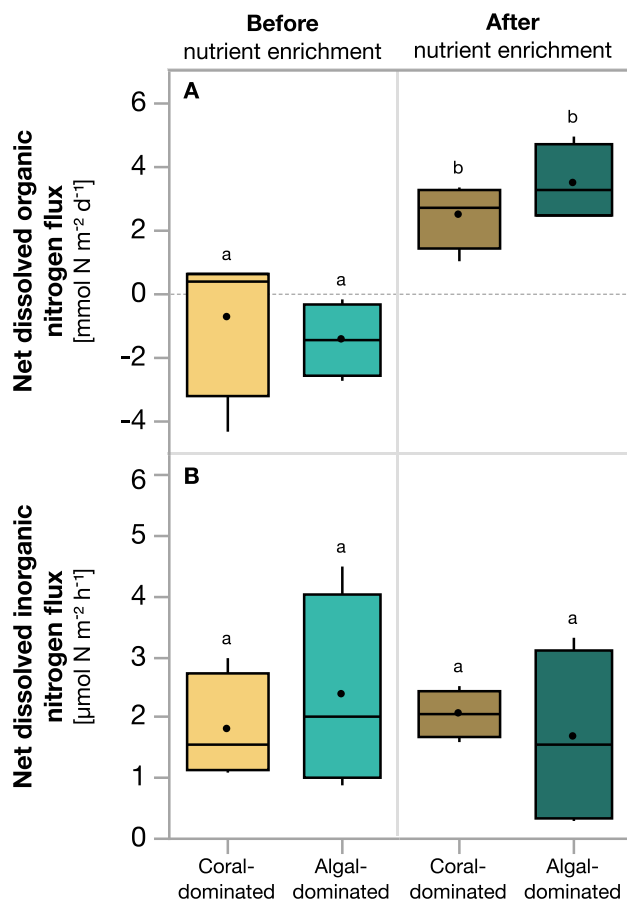 Before
nutrient enrichment
After
nutrient enrichment
Net dissolved organic
nitrogen flux
[mmol N m⁻² d⁻¹]
A
6
4
2
0
-2
-4
a
a
b
b
Net dissolved inorganic
nitrogen flux
[µmol N m⁻² h⁻¹]
B
6
5
4
3
2
1
0
a
a
a
a
Coral-
dominated
Algal-
dominated
Coral-
dominated
Algal-
dominated